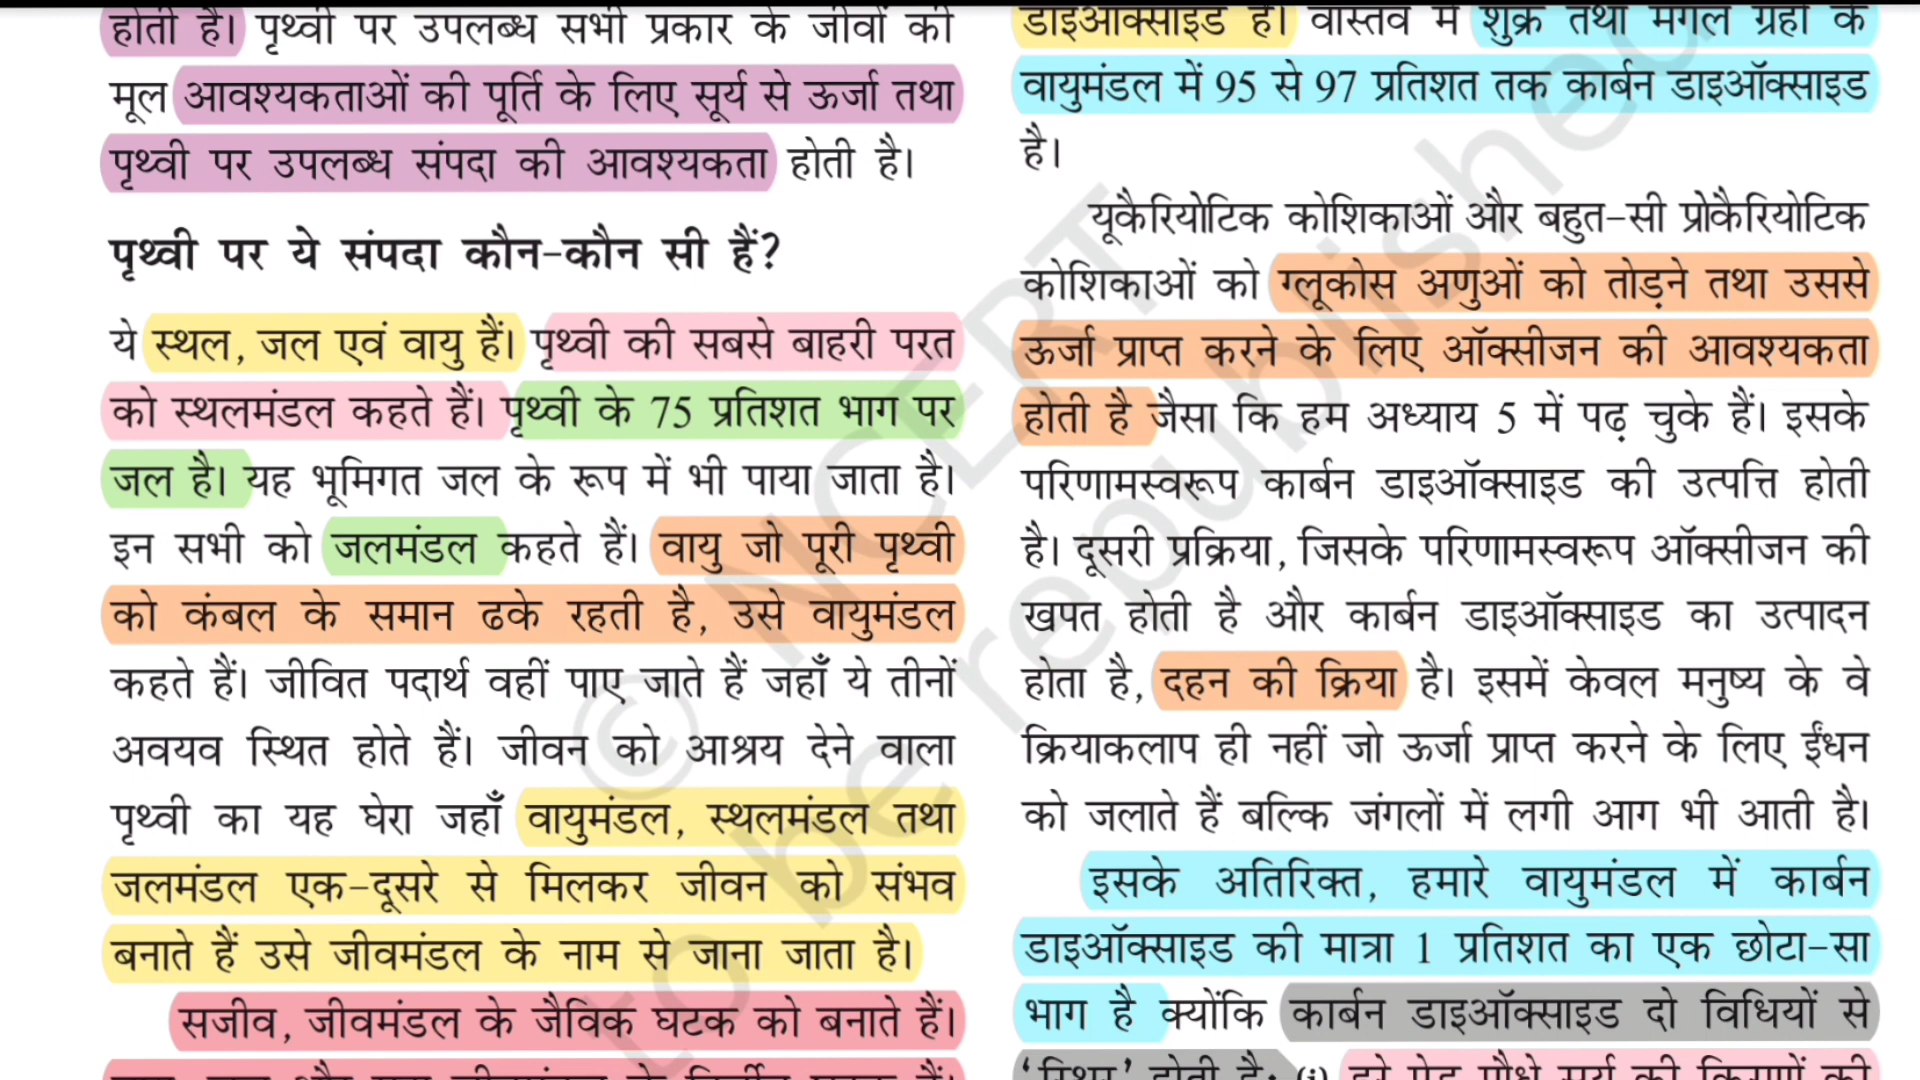 होती है। पृथ्वी पर उपलब्ध सभी प्रकार के जीवों की
मूल आवश्यकताओं की पूर्ति के लिए सूर्य से ऊर्जा तथा
पृथ्वी पर उपलब्ध संपदा की आवश्यकता होती है।
पृथ्वी पर ये संपदा कौन-कौन सी हैं?
ये स्थल, जल एवं वायु हैं। पृथ्वी की सबसे बाहरी परत
को स्थलमंडल कहते हैं। पृथ्वी के 75 प्रतिशत भाग पर
जल है। यह भूमिगत जल के रूप में भी पाया जाता है।
इन सभी को जलमंडल कहते हैं। वायु जो पूरी पृथ्वी
को कंबल के समान ढके रहती है, उसे वायुमंडल
कहते हैं। जीवित पदार्थ वहीं पाए जाते हैं जहाँ ये तीनों
अवयव स्थित होते हैं। जीवन को आश्रय देने वाला
पृथ्वी का यह घेरा जहाँ वायुमंडल, स्थलमंडल तथा
जलमंडल एक-दूसरे से मिलकर जीवन को संभव
बनाते हैं उसे जीवमंडल के नाम से जाना जाता है।
सजीव, जीवमंडल के जैविक घटक को बनाते हैं।
डाइऑक्साइड है। वास्तव में शुक्र तथा मंगल ग्रहों के
वायुमंडल में 95 से 97 प्रतिशत तक कार्बन डाइऑक्साइड
है।
यूकैरियोटिक कोशिकाओं और बहुत-सी प्रोकैरियोटिक
कोशिकाओं को ग्लूकोस अणुओं को तोड़ने तथा उससे
ऊर्जा प्राप्त करने के लिए ऑक्सीजन की आवश्यकता
होती है जैसा कि हम अध्याय 5 में पढ़ चुके हैं। इसके
परिणामस्वरूप कार्बन डाइऑक्साइड की उत्पत्ति होती
है। दूसरी प्रक्रिया, जिसके परिणामस्वरूप ऑक्सीजन की
खपत होती है और कार्बन डाइऑक्साइड का उत्पादन
होता है, दहन की क्रिया है। इसमें केवल मनुष्य के वे
क्रियाकलाप ही नहीं जो ऊर्जा प्राप्त करने के लिए ईंधन
को जलाते हैं बल्कि जंगलों में लगी आग भी आती है।
इसके अतिरिक्त, हमारे वायुमंडल में कार्बन
डाइऑक्साइड की मात्रा 1 प्रतिशत का एक छोटा-सा
भाग है क्योंकि कार्बन डाइऑक्साइड दो विधियों से
'स्थिर' होती है: (i) हरे पेड़ पौधे सूर्य की किरणों की
© NCERT
to be republished